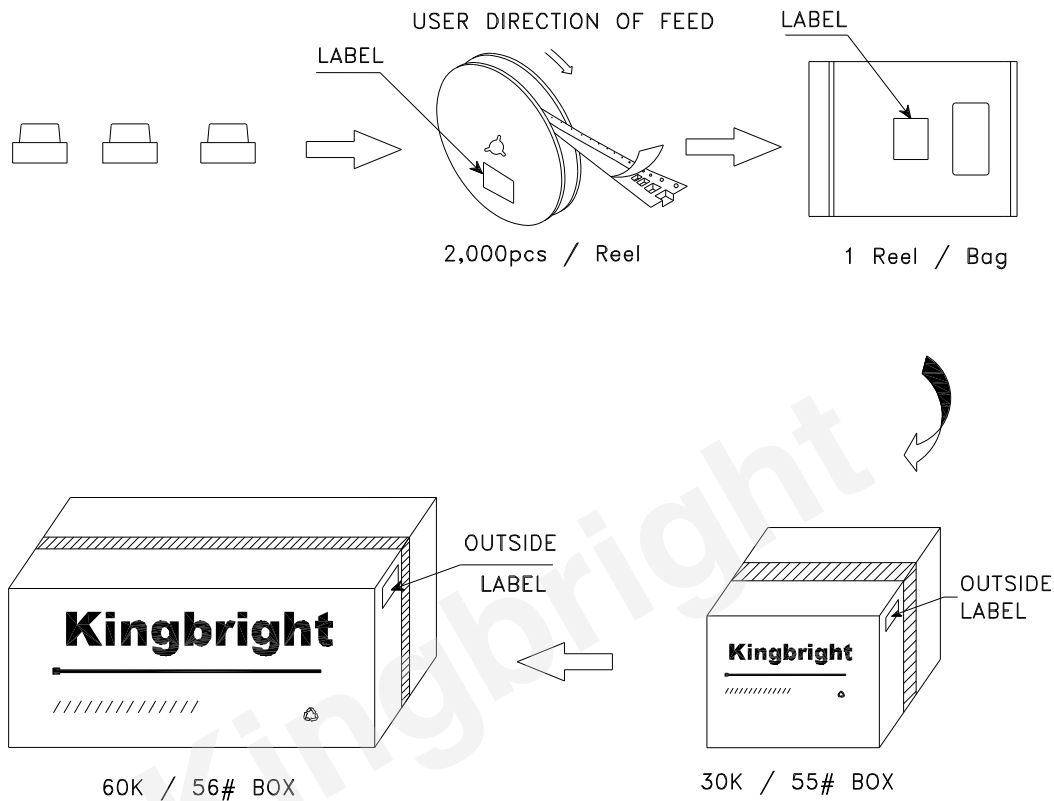 USER DIRECTION OF FEED
LABEL
LABEL
2,000pcs / Reel
1 Reel / Bag
OUTSIDE
LABEL
OUTSIDE
LABEL
Kingbright
Kingbright
60K / 56# BOX
30K / 55# BOX
Kingbright